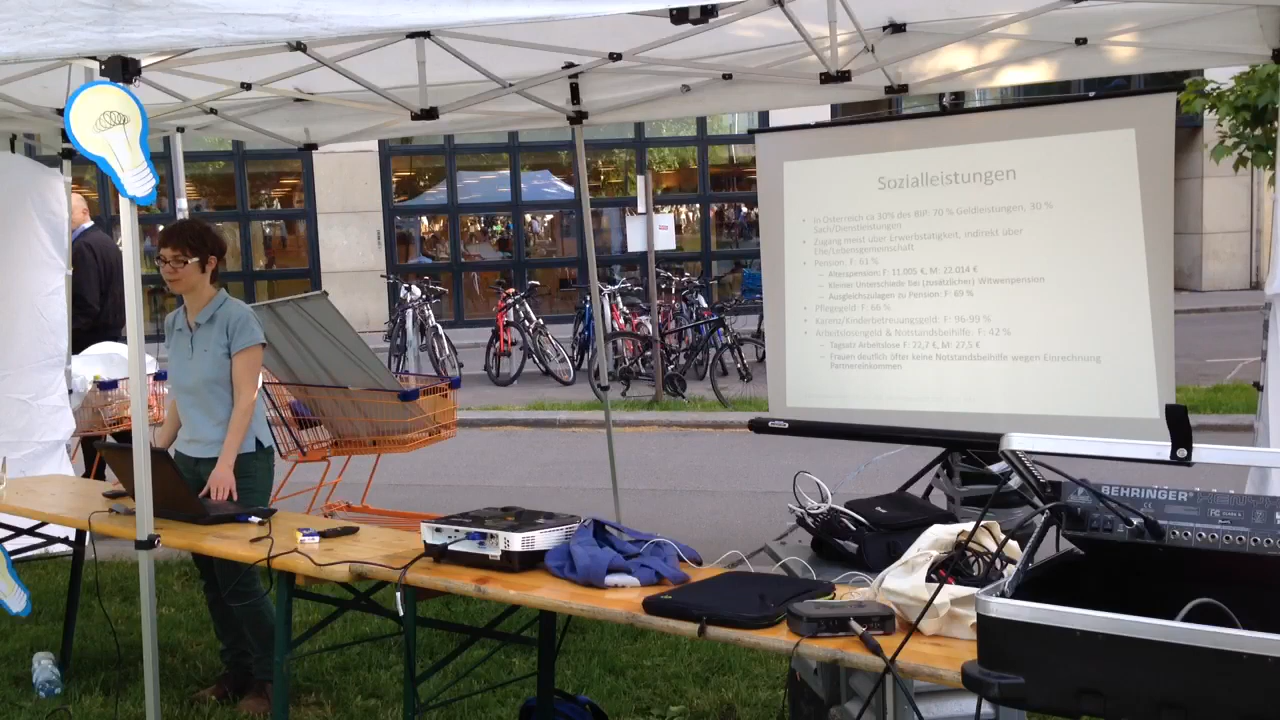 Sozialleistungen
• In Österreich ca 30% des BIP: 70 % Geldleistungen, 30 %
Sach/Dienstleistungen
• Zugang meist über Erwerbstätigkeit, indirekt über
Ehe/Lebensgemeinschaft
• Pension: F: 61 %
– Alterspension: F: 11.005 €, M: 22.014 €
– Kleiner Unterschiede bei (zusätzlicher) Witwenpension
– Ausgleichszulagen zu Pension: F: 69 %
• Pflegegeld: F: 66 %
• Karenz/Kinderbetreuungsgeld: F: 96-99 %
• Arbeitslosengeld & Notstandsbeihilfe: F: 42 %
– Tagsatz Arbeitslose F: 22,7 €, M: 27,5 €
– Frauen deutlich öfter keine Notstandsbeihilfe wegen Einrechnung
Partnereinkommen
BEHRINGER